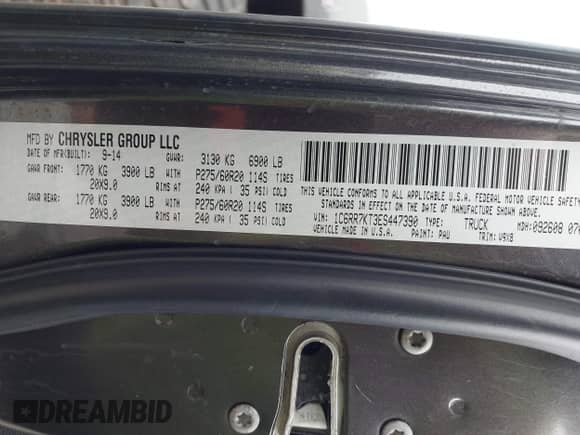 MFD BY CHRYSLER GROUP LLC
DATE OF MFR(BUILT): 9-14 GVWR: 3130 KG 6900 LB
GAWR FRONT: 1770 KG 3900 LB WITH P275/60R20 114S TIRES
20X9.0 RIMS AT 240 KPA ( 35 PSI) COLD
GAWR REAR: 1770 KG 3900 LB WITH P275/60R20 114S TIRES
20X9.0 RIMS AT 240 KPA ( 35 PSI) COLD
THIS VEHICLE CONFORMS TO ALL APPLICABLE U.S.A. FEDERAL MOTOR VEHICLE SAFETY
STANDARDS IN EFFECT ON THE DATE OF MANUFACTURE SHOWN ABOVE.
VIN: 1C6RR7KT3ES447390 TYPE: TRUCK MDH: 092608 070
VEHICLE MADE IN U.S.A. PAINT: PAU TRIM: V9X8
DREAMBID